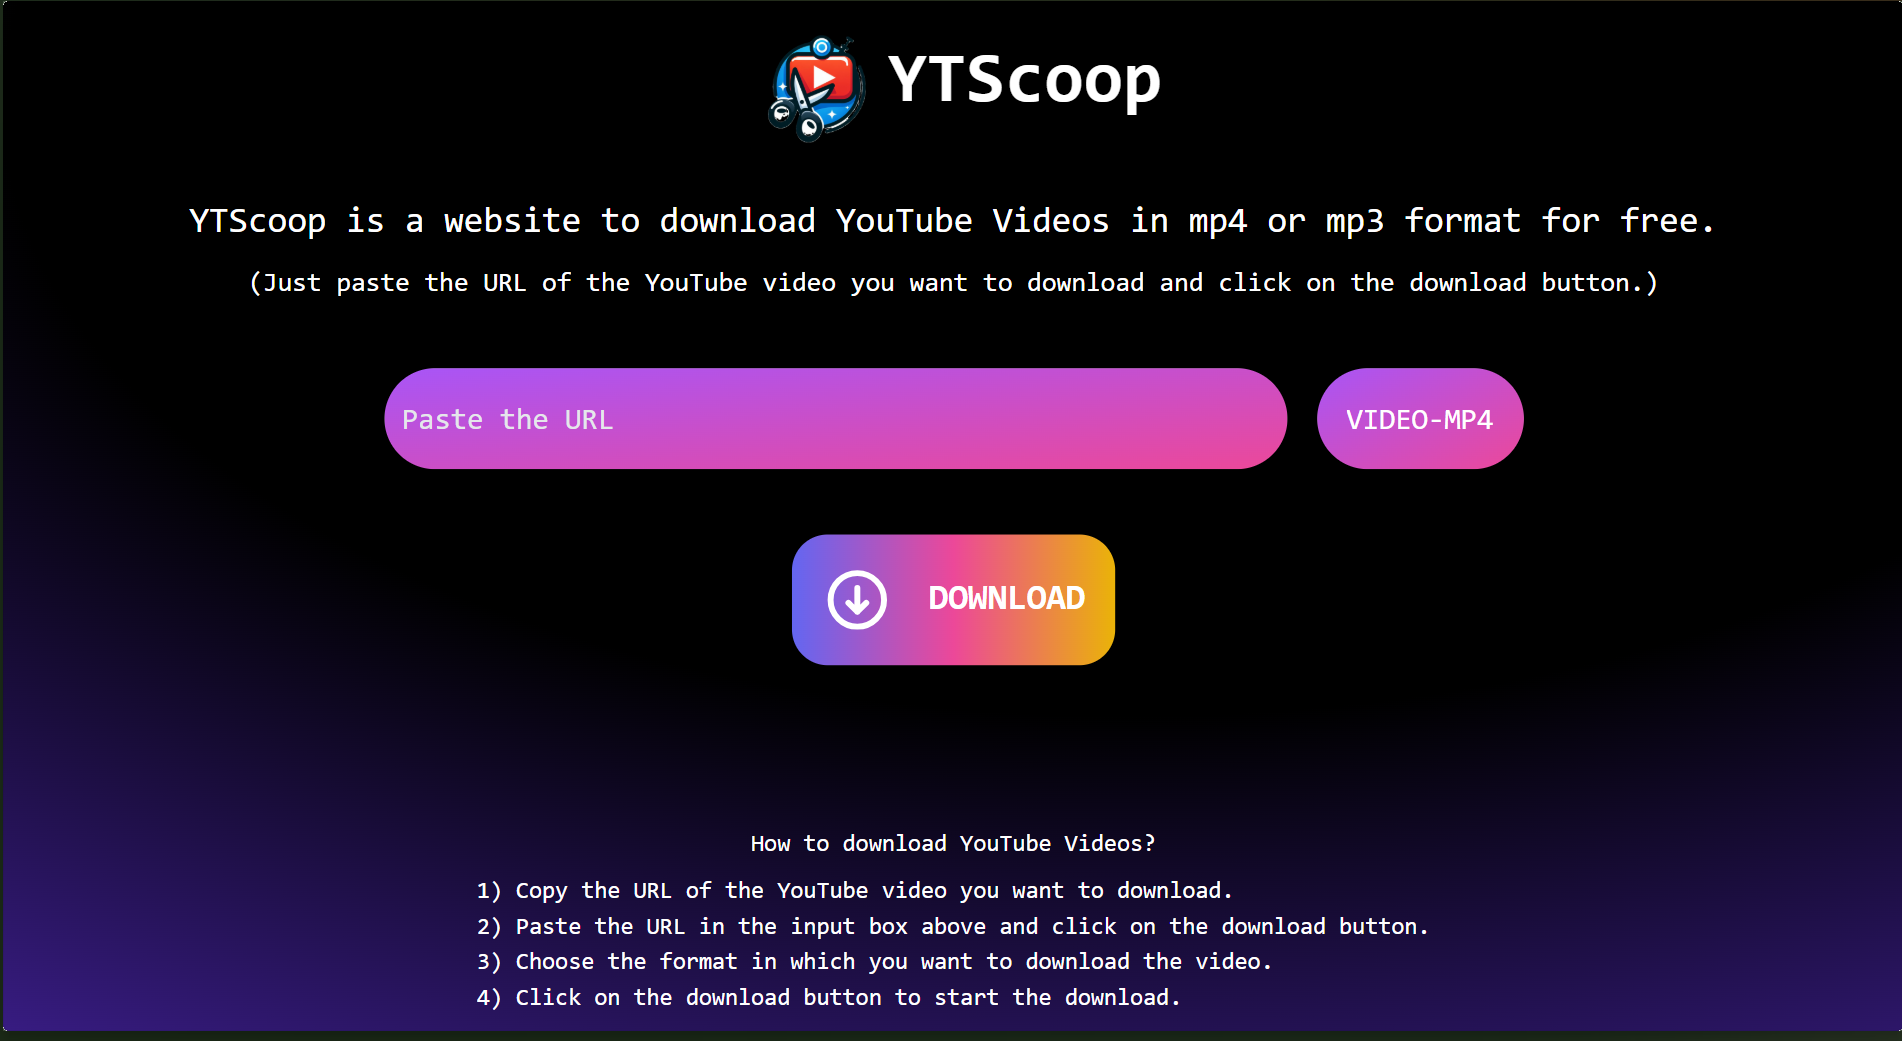 YTScoop
YTScoop is a website to download YouTube Videos in mp4 or mp3 format for free.
(Just paste the URL of the YouTube video you want to download and click on the download button.)
Paste the URL
VIDEO-MP4
DOWNLOAD
How to download YouTube Videos?
1) Copy the URL of the YouTube video you want to download.
2) Paste the URL in the input box above and click on the download button.
3) Choose the format in which you want to download the video.
4) Click on the download button to start the download.